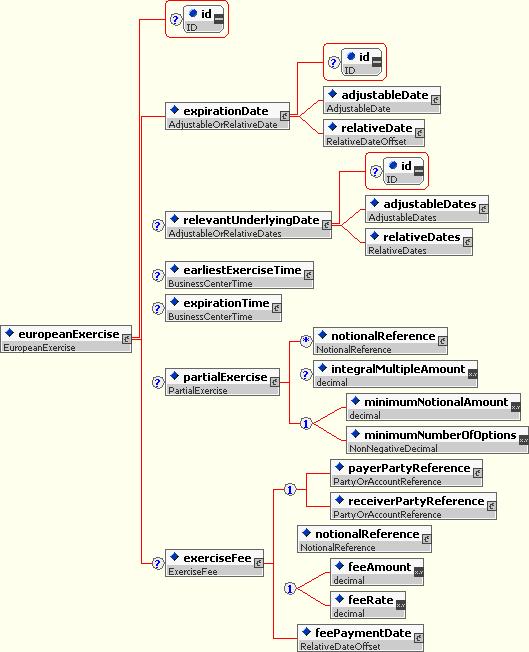 ? id
ID
? id
ID
expirationDate
AdjustableOrRelativeDate
adjustableDate
AdjustableDate
relativeDate
RelativeDateOffset
? id
ID
? relevantUnderlyingDate
AdjustableOrRelativeDates
adjustableDates
AdjustableDates
relativeDates
RelativeDates
? earliestExerciseTime
BusinessCenterTime
? expirationTime
BusinessCenterTime
europeanExercise
EuropeanExercise
? partialExercise
PartialExercise
* notionalReference
NotionalReference
? integralMultipleAmount
decimal
1
minimumNotionalAmount
decimal
minimumNumberOfOptions
NonNegativeDecimal
? exerciseFee
ExerciseFee
1
payerPartyReference
PartyOrAccountReference
receiverPartyReference
PartyOrAccountReference
notionalReference
NotionalReference
1
feeAmount
decimal
feeRate
decimal
feePaymentDate
RelativeDateOffset